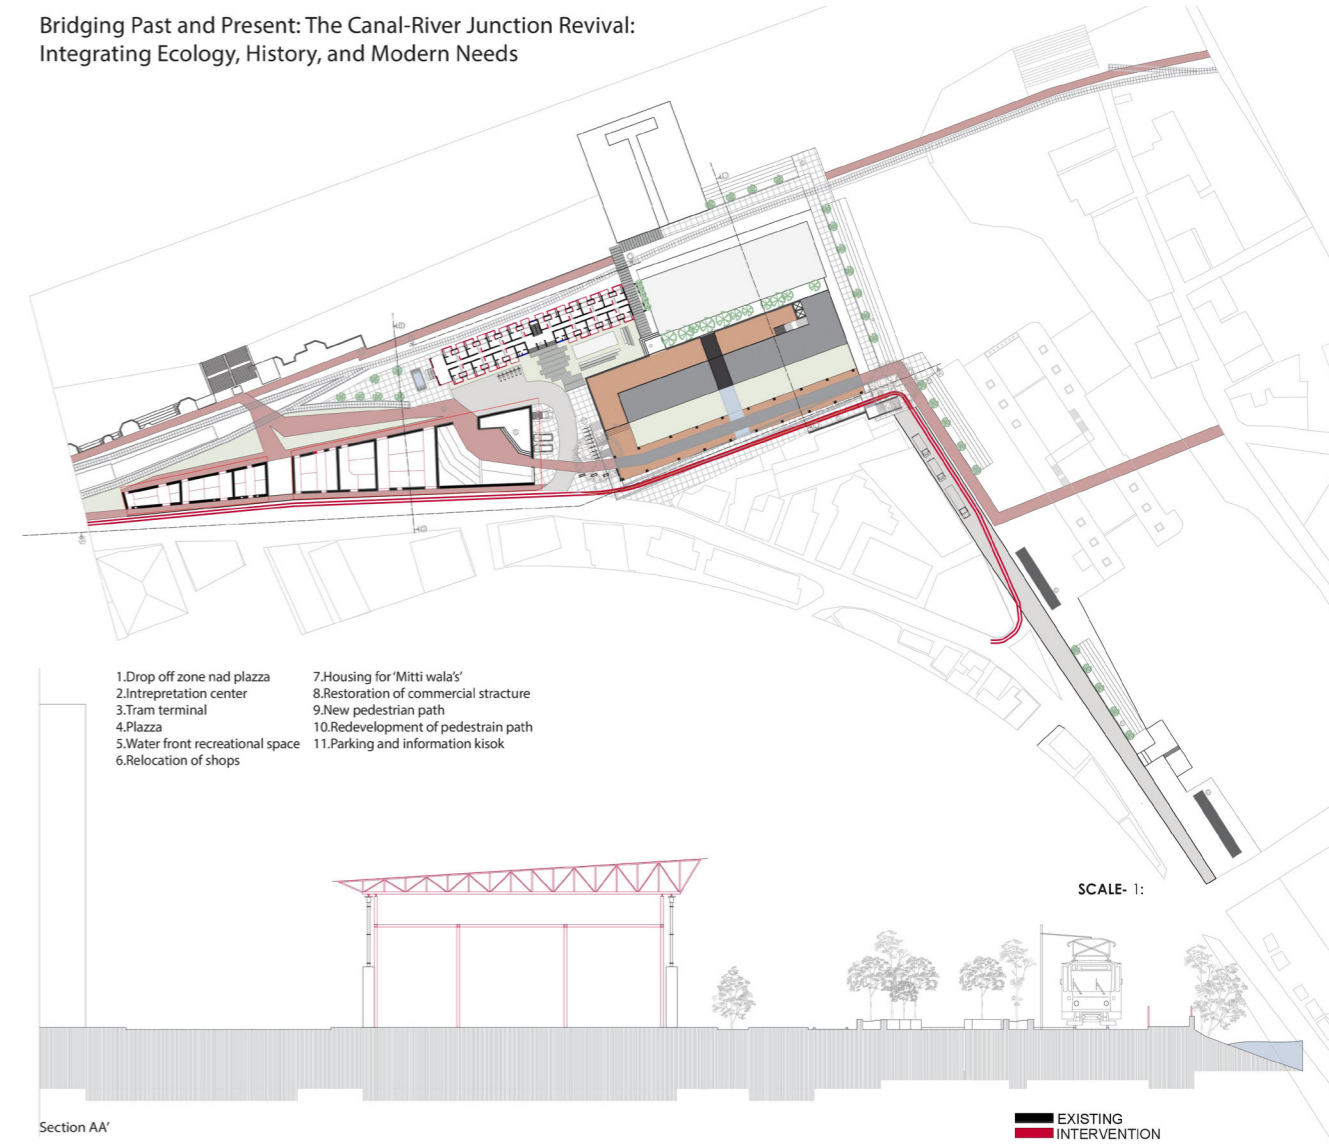 Bridging Past and Present: The Canal-River Junction Revival:
Integrating Ecology, History, and Modern Needs
1.Drop off zone nad plazza
2.Intrepretation center
3.Tram terminal
4.Plazza
5.Water front recreational space
6.Relocation of shops
7.Housing for ‘Mitti wala’s’
8.Restoration of commercial stracture
9.New pedestrian path
10.Redevelopment of pedestrain path
11.Parking and information kisok
SCALE- 1:
Section AA’
EXISTING
INTERVENTION